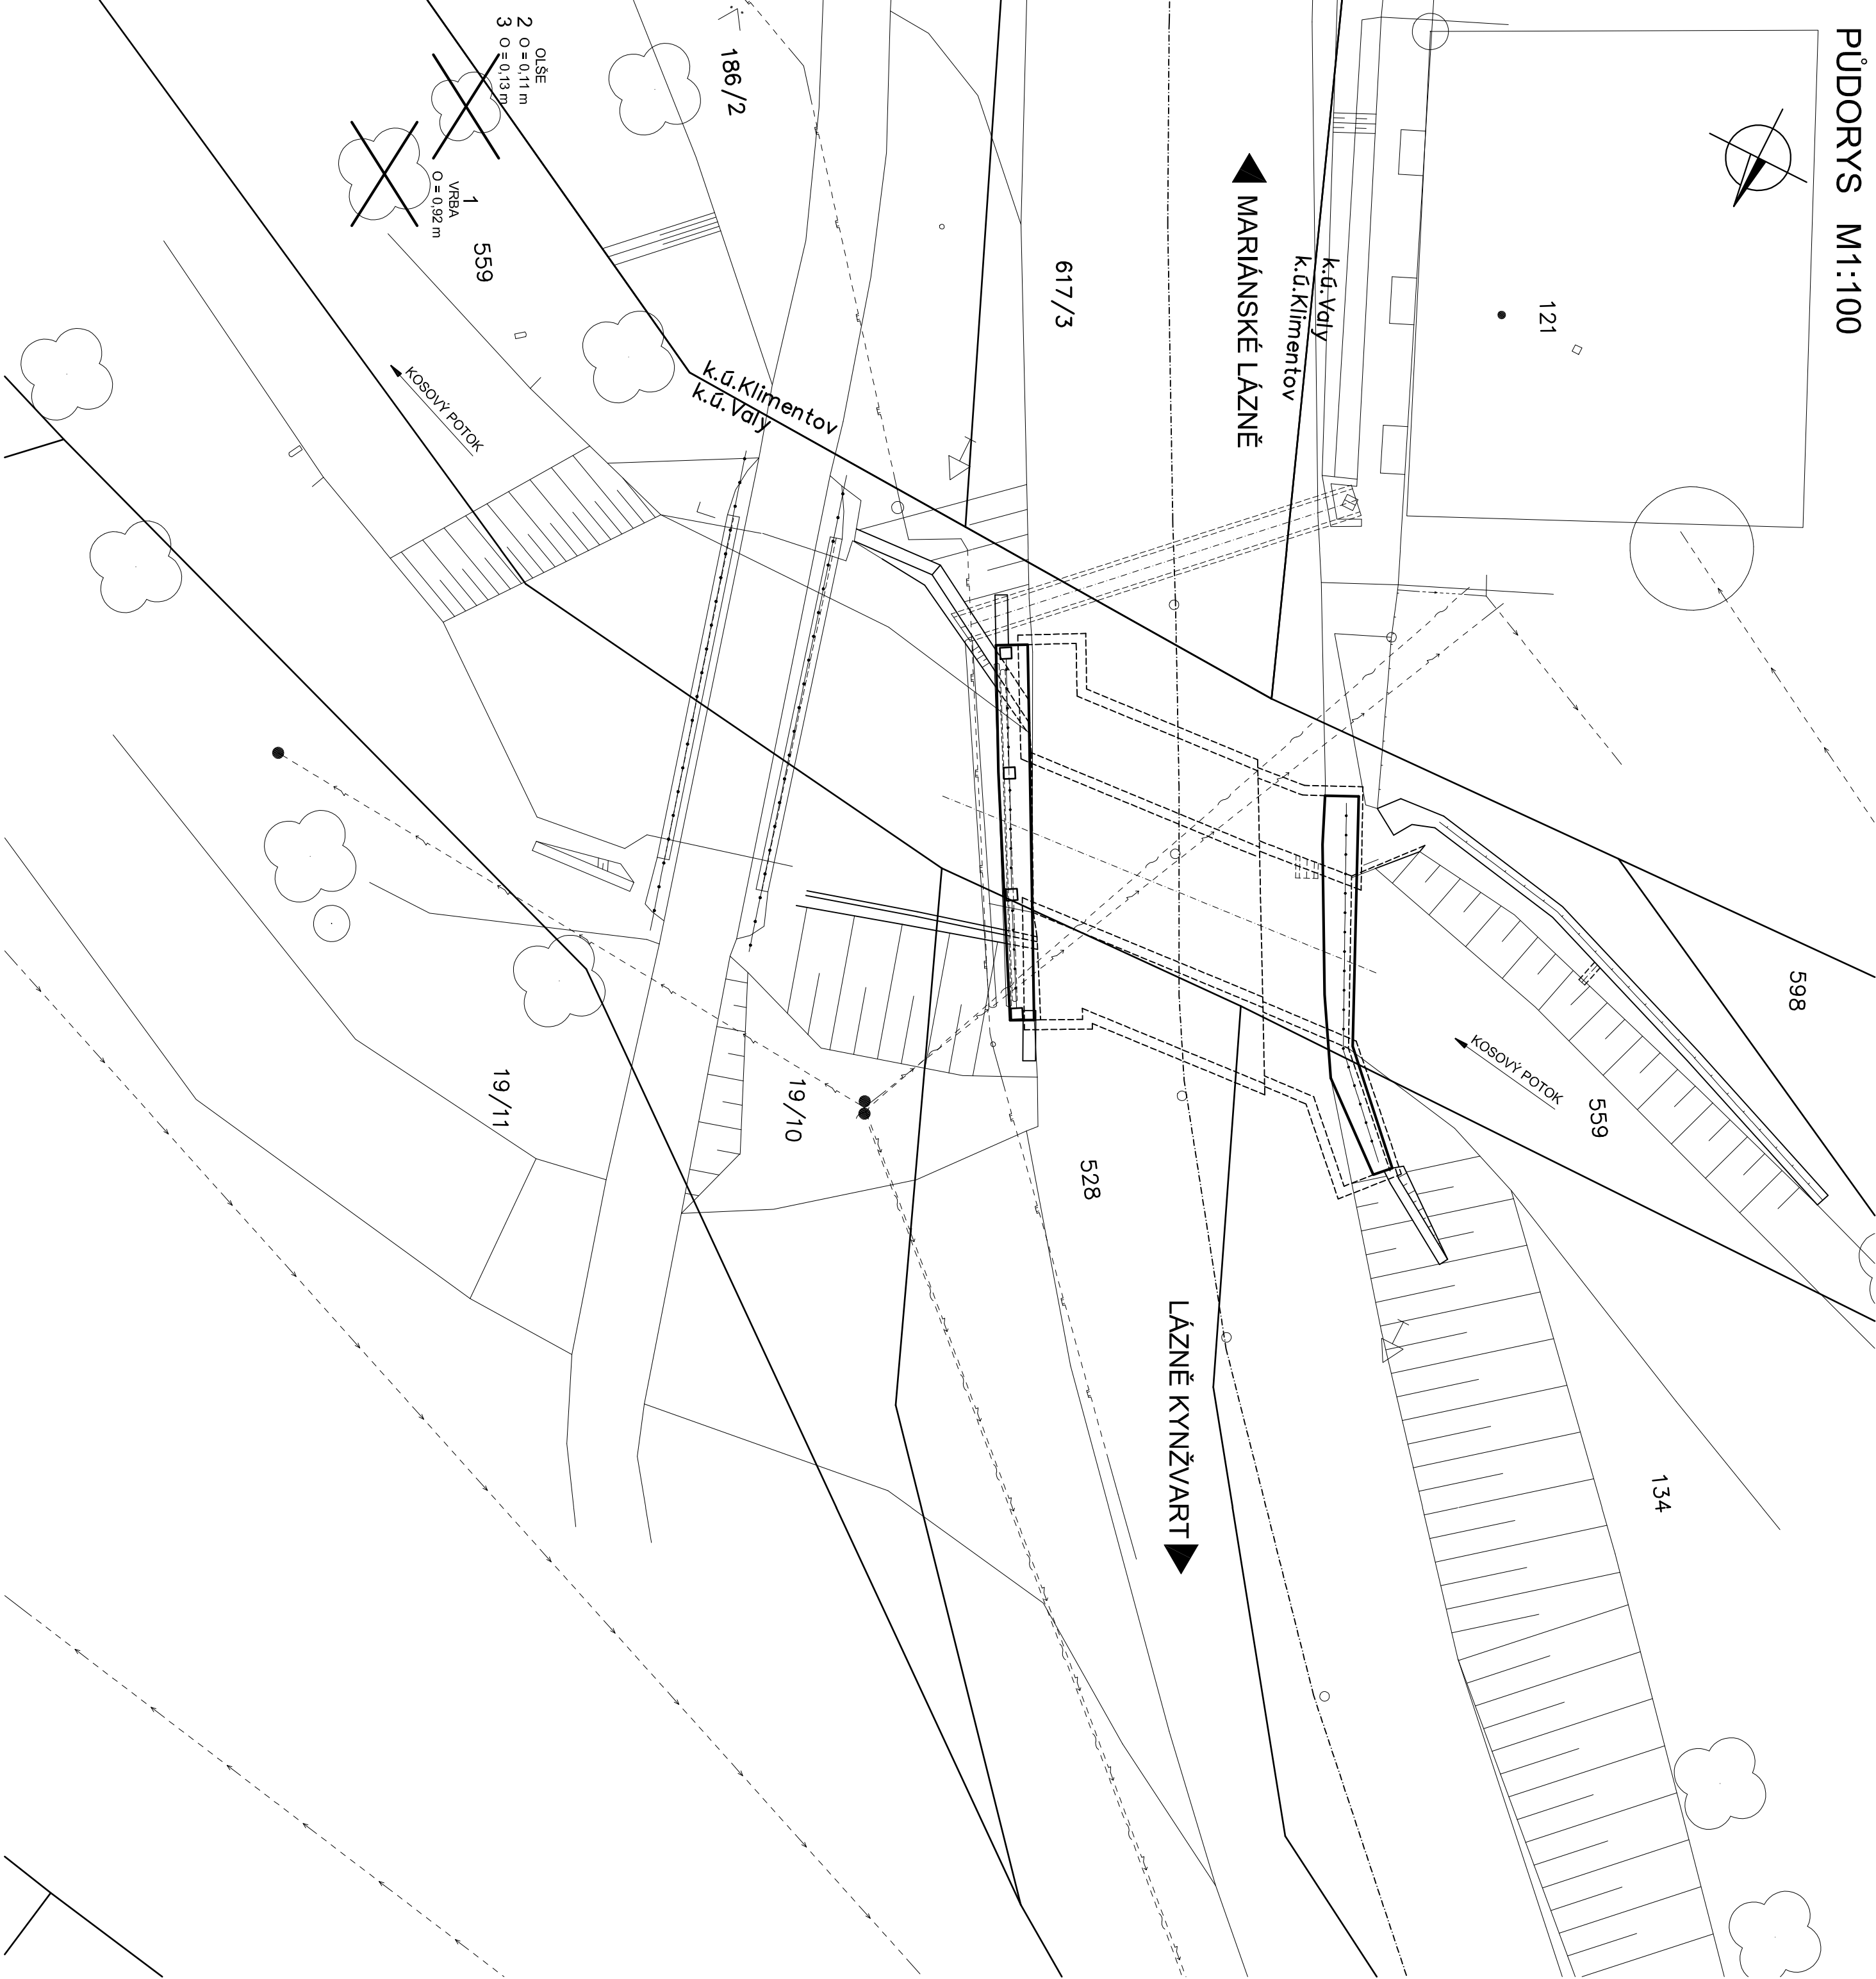 PŮDORYS M1:100
121
k.ú.Valy
k.ú.Klimentov
MARIÁNSKÉ LÁZNĚ
617/3
186/2
OLŠE
2 O = 0,11 m
3 O = 0,13 m
1
VRBA
O = 0,92 m
559
KOSOVÝ POTOK
k.ú.Klimentov
k.ú.Valy
598
KOSOVÝ POTOK
559
528
19/10
19/11
LÁZNĚ KYNŽVART
134